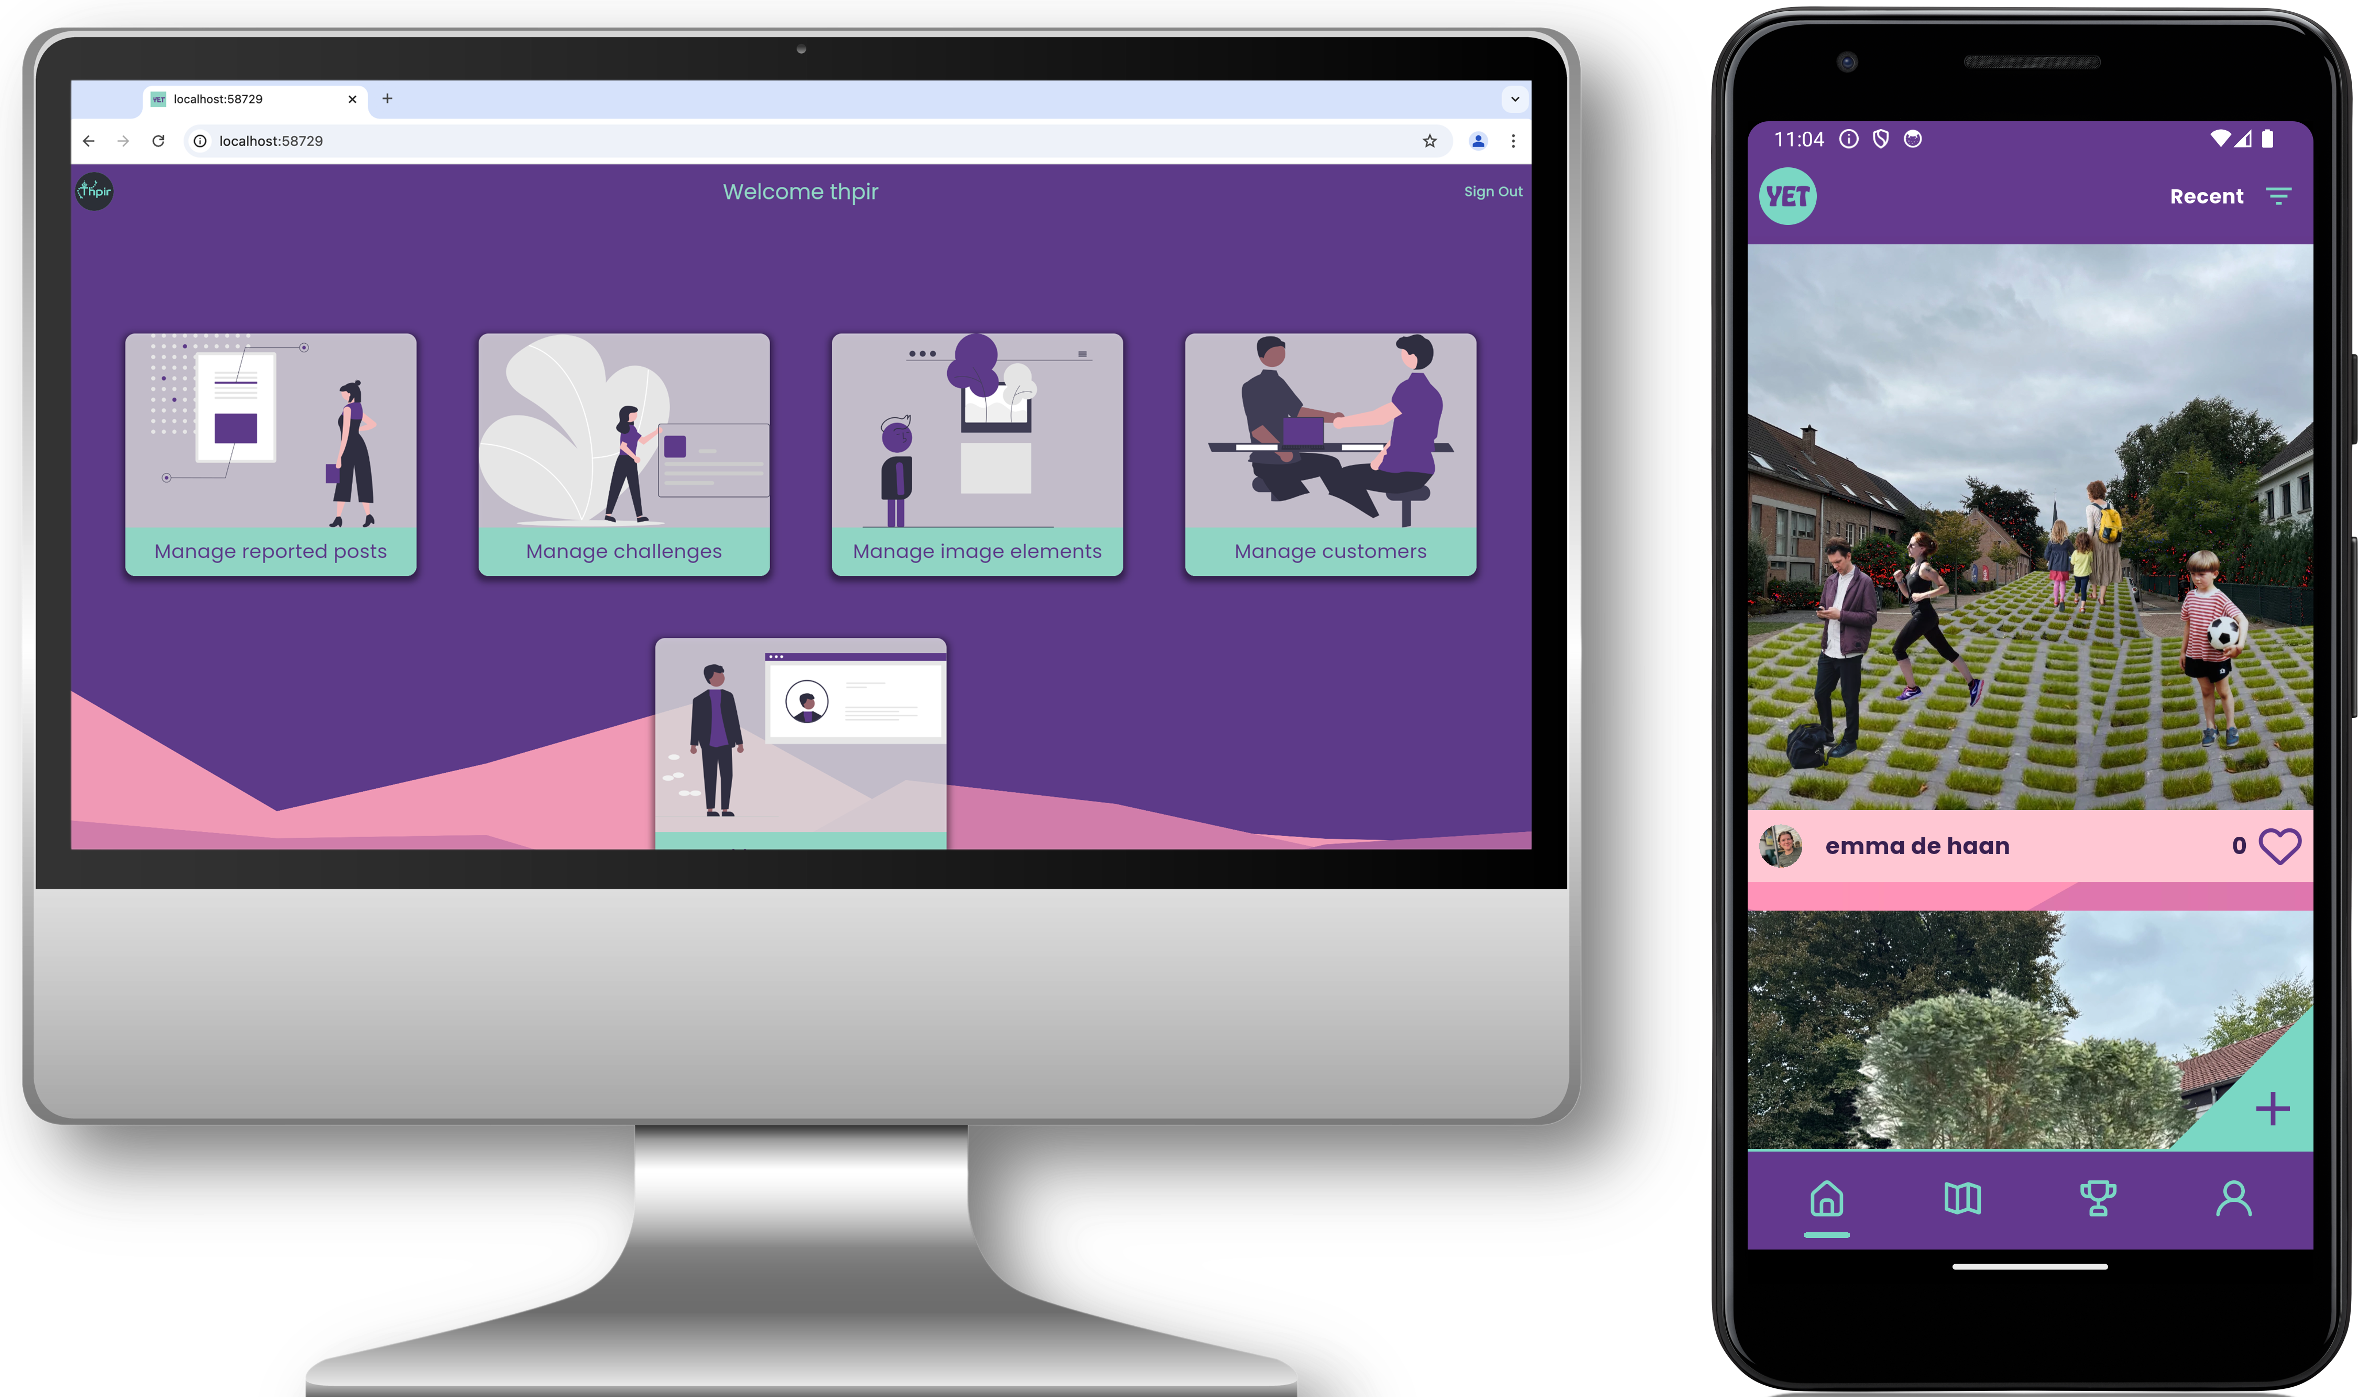 YET
localhost:58729
localhost:58729
thpir
Welcome thpir
Sign Out
Manage reported posts
Manage challenges
Manage image elements
Manage customers
11:04
YET
Recent
emma de haan
0